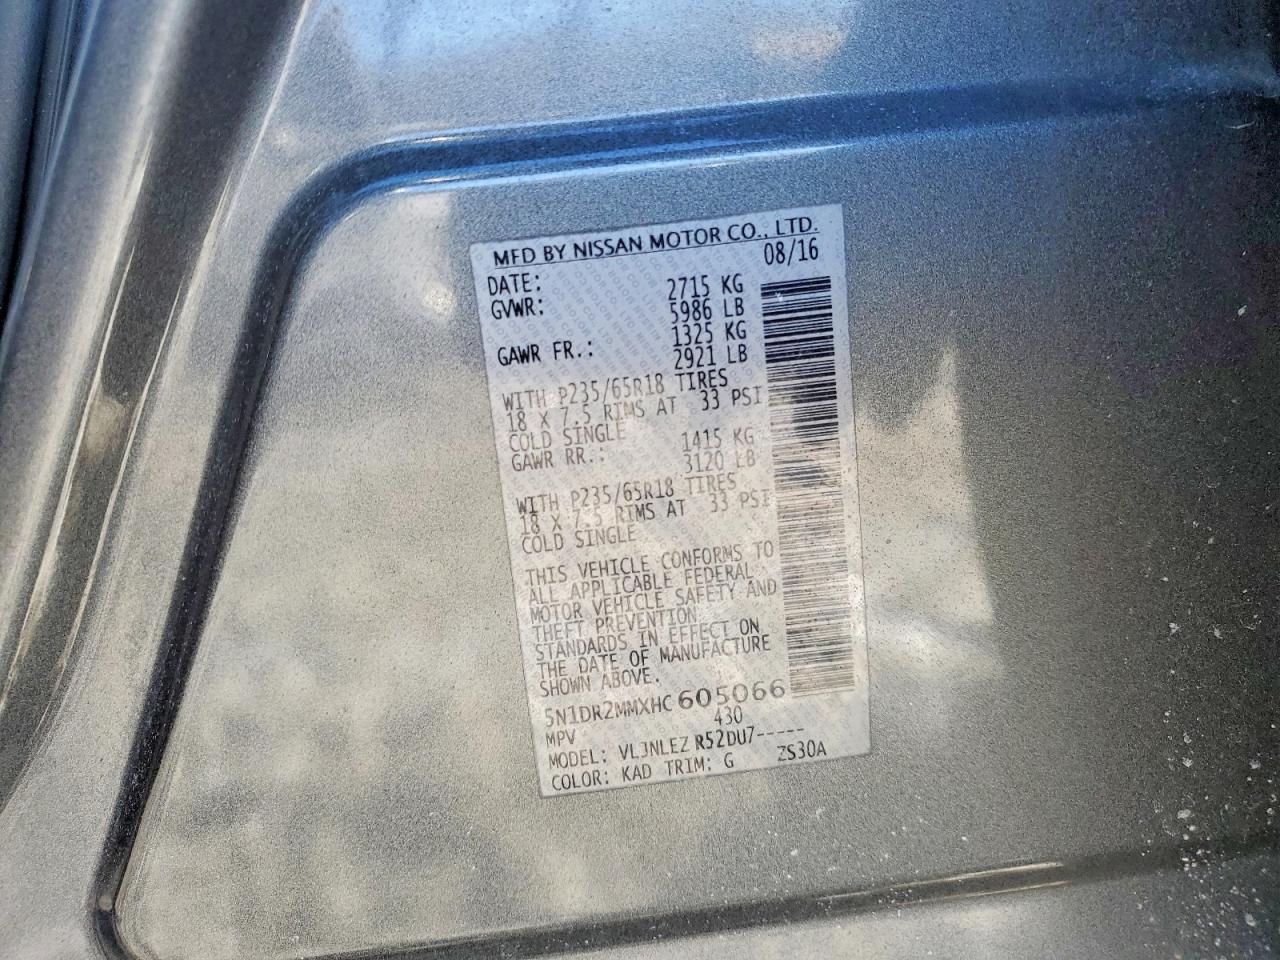 MFD BY NISSAN MOTOR CO., LTD.
DATE: 08/16
GVWR: 2715 KG
5986 LB
GAWR FR.: 1325 KG
2921 LB
WITH P235/65R18 TIRES
18 X 7.5 RIMS AT 33 PSI
COLD SINGLE
GAWR RR.: 1415 KG
3120 LB
WITH P235/65R18 TIRES
18 X 7.5 RIMS AT 33 PSI
COLD SINGLE
THIS VEHICLE CONFORMS TO
ALL APPLICABLE FEDERAL
MOTOR VEHICLE SAFETY AND
THEFT PREVENTION
STANDARDS IN EFFECT ON
THE DATE OF MANUFACTURE
SHOWN ABOVE.
5N1DR2MMXHC605066
MPV 430
MODEL: VLJNLEZ R52DU7-----
COLOR: KAD TRIM: G ZS30A